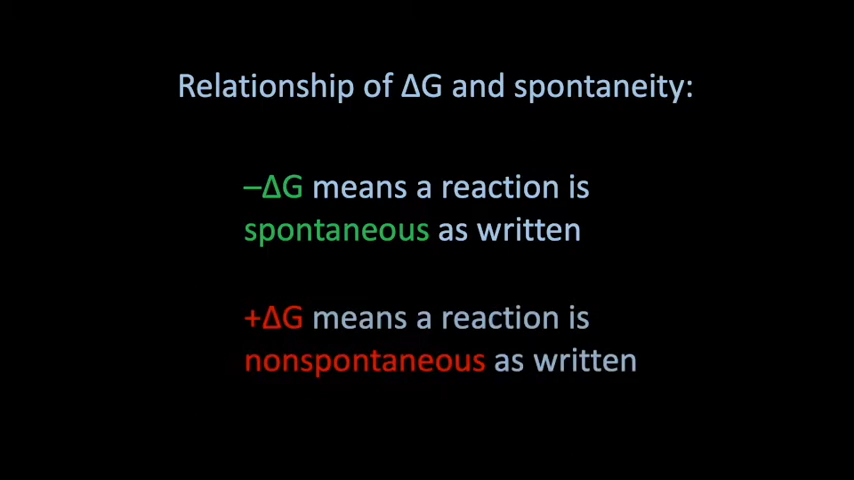 Relationship of ΔG and spontaneity:
–ΔG means a reaction is
spontaneous as written
+ΔG means a reaction is
nonspontaneous as written